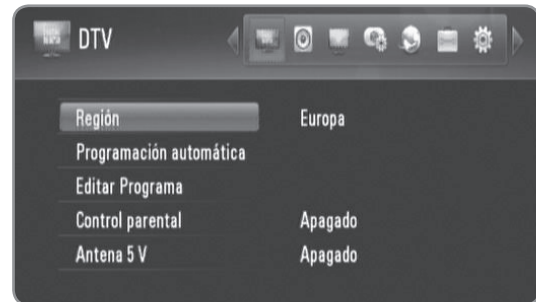 DTV
Región Europa
Programación automática
Editar Programa
Control parental Apagado
Antena 5 V Apagado